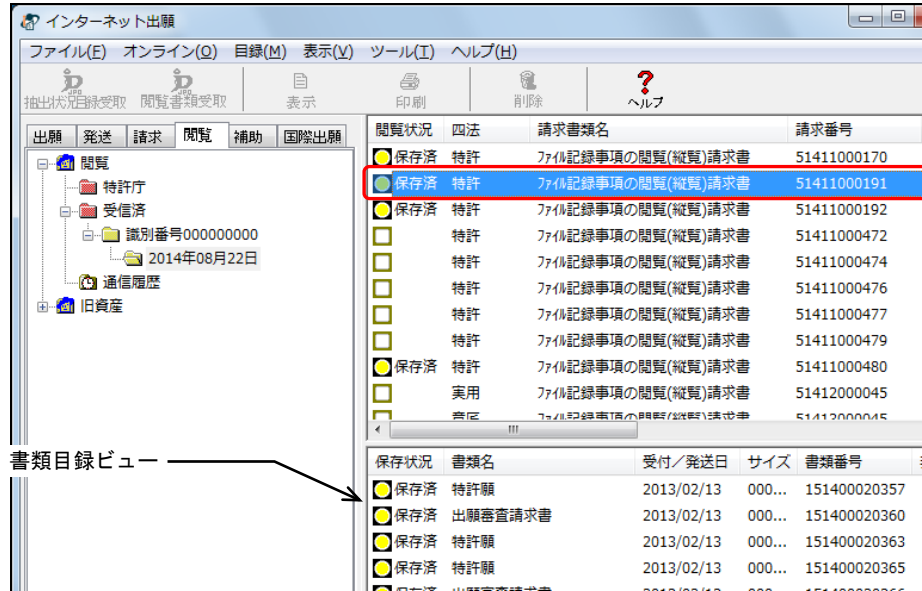 インターネット出願
ファイル(F) オンライン(O) 目録(M) 表示(V) ツール(T) ヘルプ(H)
抽出状況目録受取 閲覧書類受取 表示 印刷 削除 ヘルプ
出願 発送 請求 閲覧 補助 国際出願
閲覧
特許庁
受信済
識別番号000000000
2014年08月22日
通信履歴
旧資産
閲覧状況 四法 請求書類名 請求番号
保存済 特許 ファイル記録事項の閲覧(縦覧)請求書 51411000170
保存済 特許 ファイル記録事項の閲覧(縦覧)請求書 51411000191
保存済 特許 ファイル記録事項の閲覧(縦覧)請求書 51411000192
特許 ファイル記録事項の閲覧(縦覧)請求書 51411000472
特許 ファイル記録事項の閲覧(縦覧)請求書 51411000474
特許 ファイル記録事項の閲覧(縦覧)請求書 51411000476
特許 ファイル記録事項の閲覧(縦覧)請求書 51411000477
特許 ファイル記録事項の閲覧(縦覧)請求書 51411000479
保存済 特許 ファイル記録事項の閲覧(縦覧)請求書 51411000480
実用 ファイル記録事項の閲覧(縦覧)請求書 51412000045
意匠 ファイル記録事項の閲覧(縦覧)請求書
書類目録ビュー
保存状況 書類名 受付／発送日 サイズ 書類番号
保存済 特許願 2013/02/13 000... 151400020357
保存済 出願審査請求書 2013/02/13 000... 151400020360
保存済 特許願 2013/02/13 000... 151400020363
保存済 特許願 2013/02/13 000... 151400020365